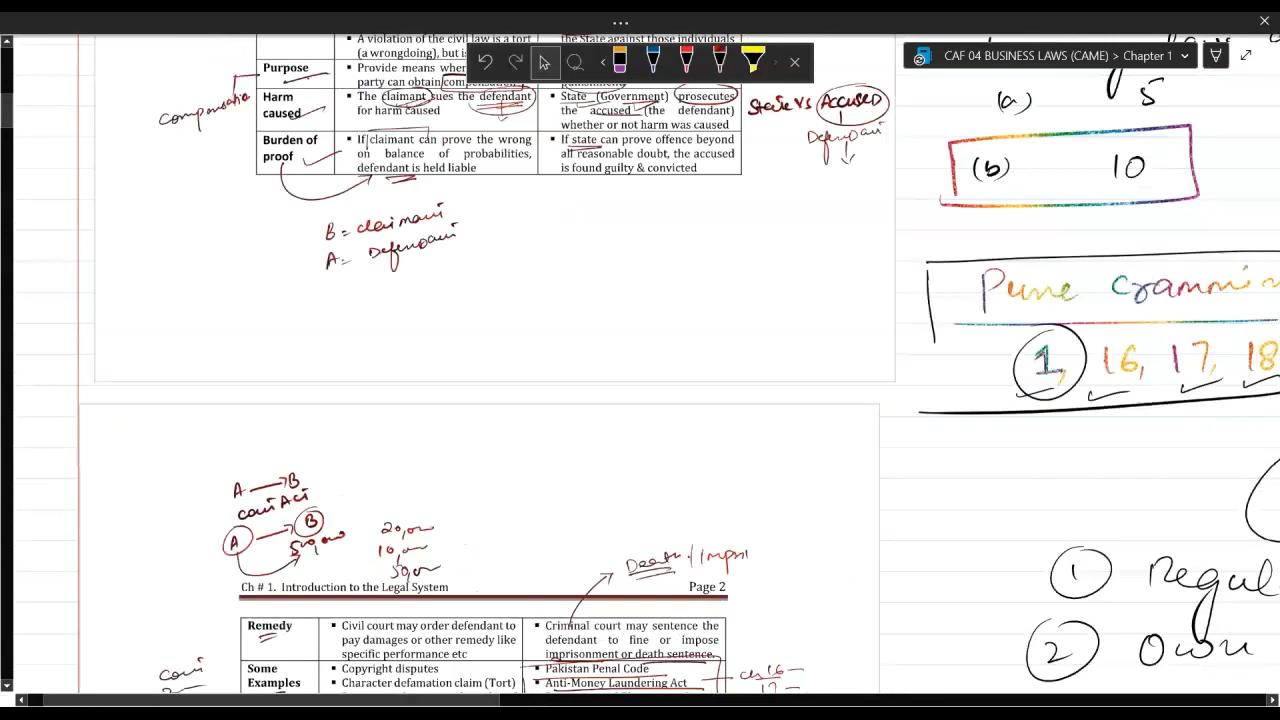 CAF 04 BUSINESS LAWS (CAME) > Chapter 1
A violation of the civil law is a tort
(a wrongdoing), but is
the State against those individuals
Purpose
Provide means wher
party can obtain compensation
Harm caused
The claimant sues the defendant
for harm caused
State (Government) prosecutes
the accused (the defendant)
whether or not harm was caused
Burden of proof
If claimant can prove the wrong
on balance of probabilities,
defendant is held liable
If state can prove offence beyond
all reasonable doubt, the accused
is found guilty & convicted
State vs Accused
B = claimant
A = Defendant
(a) 5
(b) 10
1, 16, 17, 18
A B
A B
20,000
10,000
50,000
Death / Impri
Ch # 1. Introduction to the Legal System Page 2
Remedy
Civil court may order defendant to
pay damages or other remedy like
specific performance etc
Criminal court may sentence the
defendant to fine or impose
imprisonment or death sentence.
Some
Examples
Copyright disputes
Character defamation claim (Tort)
Pakistan Penal Code
Anti-Money Laundering Act
ch 16
17
1 Regul
2 Own